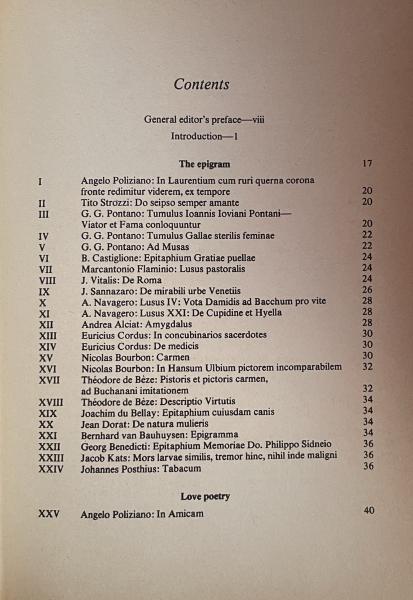 Contents
General editor's preface—viii
Introduction—1
The epigram 17
I Angelo Poliziano: In Laurentium cum ruri querna corona
fronte redimitur viderem, ex tempore 20
II Tito Strozzi: Do seipso semper amante 20
III G. G. Pontano: Tumulus Ioannis Ioviani Pontani—
Viator et Fama conloquuntur 20
IV G. G. Pontano: Tumulus Gallae sterilis feminae 22
V G. G. Pontano: Ad Musas 22
VI B. Castiglione: Epitaphium Gratiae puellae 24
VII Marcantonio Flaminio: Lusus pastoralis 24
VIII J. Vitalis: De Roma 24
IX J. Sannazaro: De mirabili urbe Venetiis 26
X A. Navagero: Lusus IV: Vota Damidis ad Bacchum pro vite 28
XI A. Navagero: Lusus XXI: De Cupidine et Hyella 28
XII Andrea Alciat: Amygdalus 28
XIII Euricius Cordus: In concubinarios sacerdotes 30
XIV Euricius Cordus: De medicis 30
XV Nicolas Bourbon: Carmen 30
XVI Nicolas Bourbon: In Hansum Ulbium pictorem incomparabilem 32
XVII Théodore de Bèze: Pistoris et pictoris carmen,
ad Buchanani imitationem 32
XVIII Théodore de Bèze: Descriptio Virtutis 34
XIX Joachim du Bellay: Epitaphium cuiusdam canis 34
XX Jean Dorat: De natura mulieris 34
XXI Bernhard van Bauhuysen: Epigramma 34
XXII Georg Benedicti: Epitaphium Memoriae Do. Philippo Sidneio 36
XXIII Jacob Kats: Mors larvae similis, tremor hinc, nihil inde maligni 36
XXIV Johannes Posthius: Tabacum 36
Love poetry
XXV Angelo Poliziano: In Amicam 40